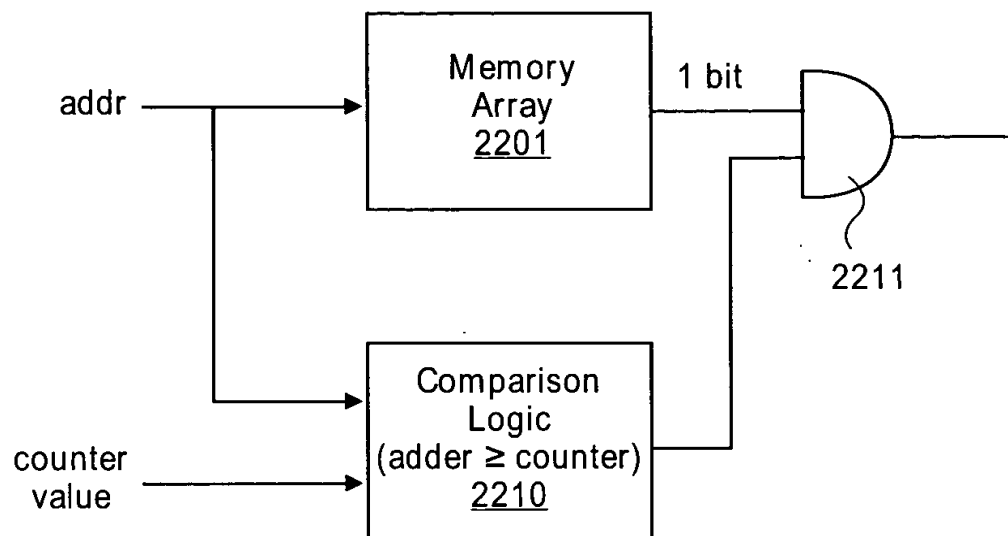 addr
Memory
Array
2201
1 bit
2211
counter
value
Comparison
Logic
(adder ≥ counter)
2210